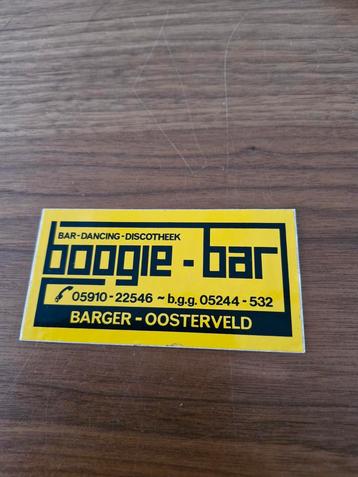 BAR-DANCING-DISCOTHEEK
boogie-bar
05910-22546 ~ b.g.g. 05244-532
BARGER-OOSTERVELD